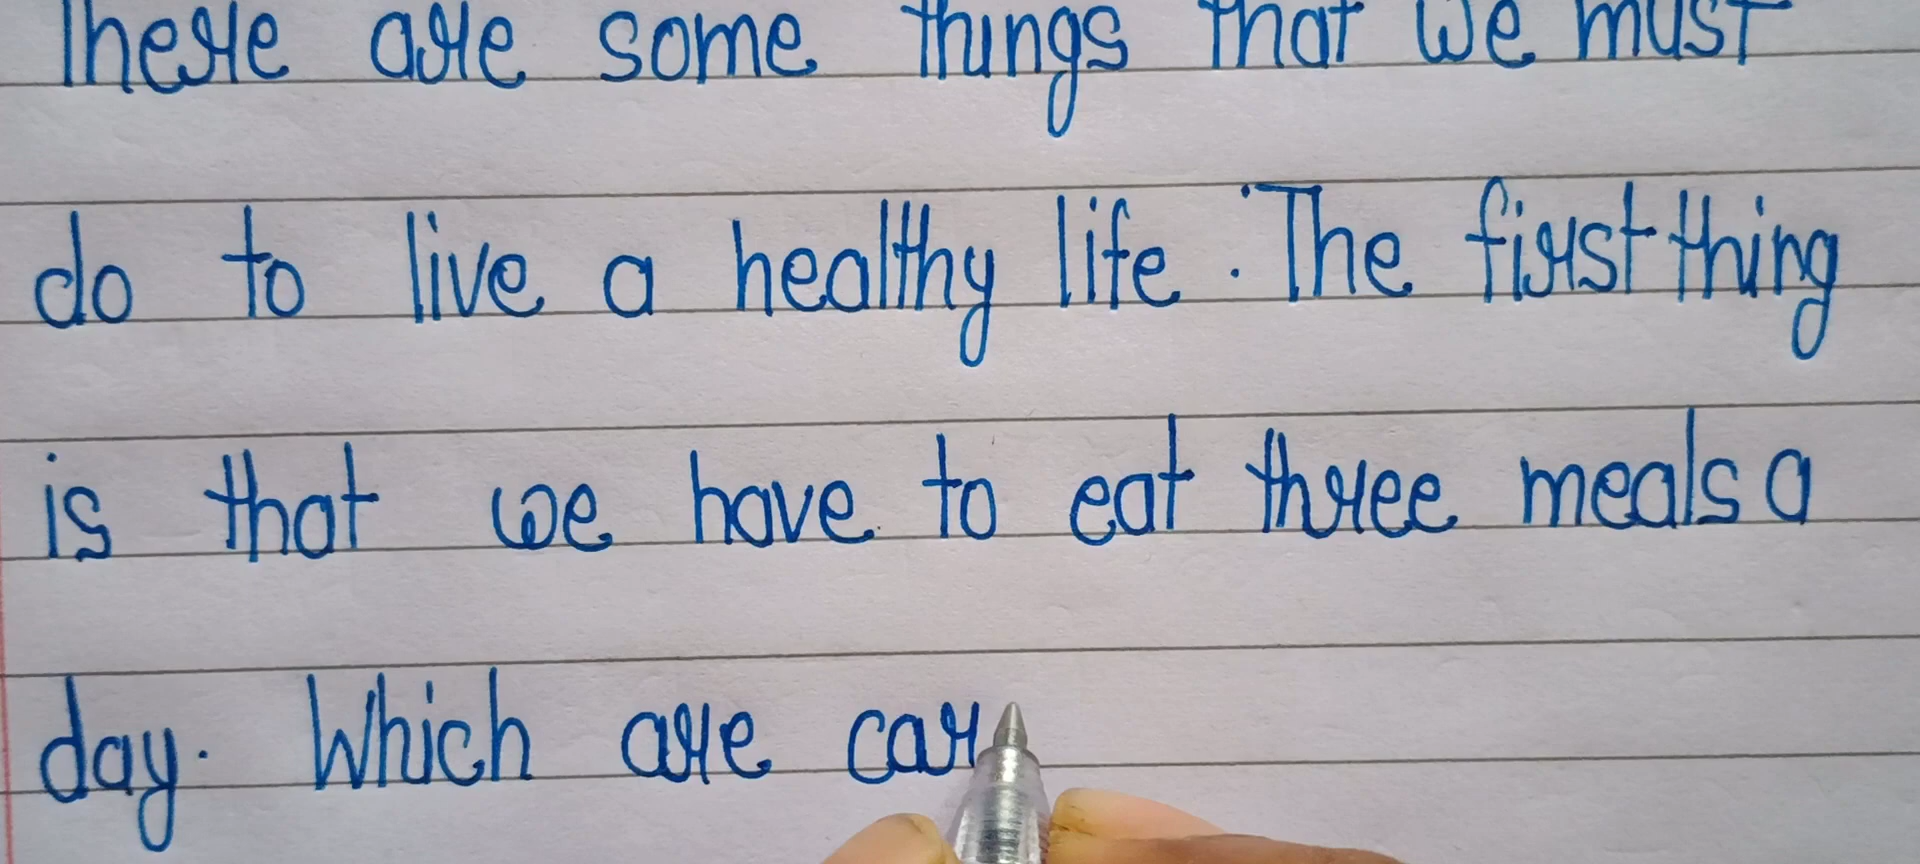 There are some things that we must
do to live a healthy life. The first thing
is that we have to eat three meals a
day. Which are car